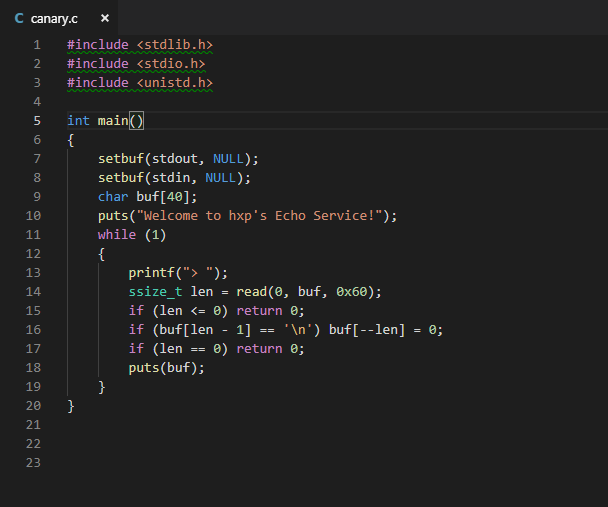 C canary.c ×
1 #include <stdlib.h>
2 #include <stdio.h>
3 #include <unistd.h>
4
5 int main()
6 {
7     setbuf(stdout, NULL);
8     setbuf(stdin, NULL);
9     char buf[40];
10     puts("Welcome to hxp's Echo Service!");
11     while (1)
12     {
13         printf("> ");
14         ssize_t len = read(0, buf, 0x60);
15         if (len <= 0) return 0;
16         if (buf[len - 1] == '\n') buf[--len] = 0;
17         if (len == 0) return 0;
18         puts(buf);
19     }
20 }
21
22
23